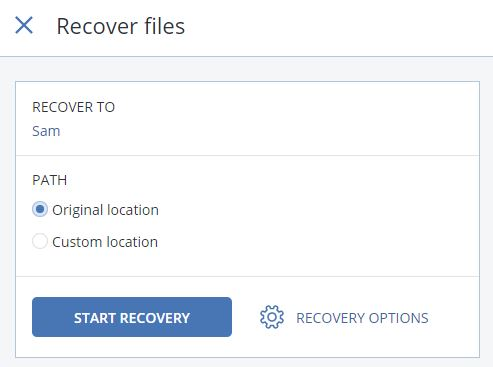 Recover files
RECOVER TO
Sam
PATH
Original location
Custom location
START RECOVERY
RECOVERY OPTIONS